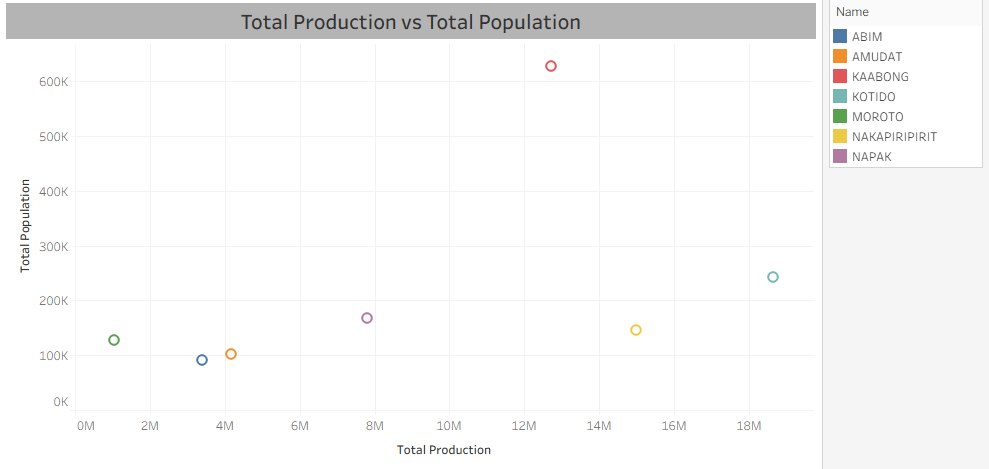 Total Production vs Total Population
Name
ABIM
AMUDAT
KAABONG
KOTIDO
MOROTO
NAKAPIRIPIRIT
NAPAK
Total Population
600K
500K
400K
300K
200K
100K
0K
0M 2M 4M 6M 8M 10M 12M 14M 16M 18M
Total Production